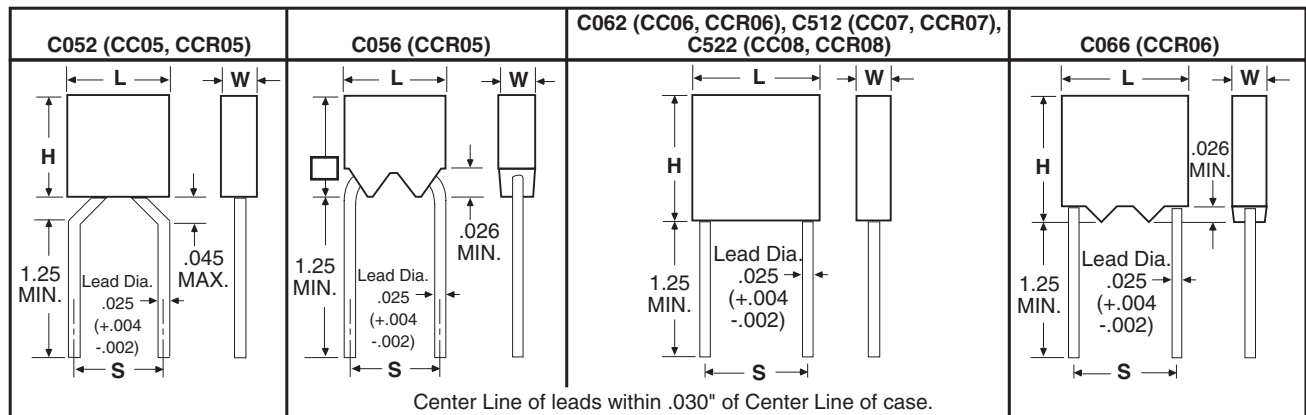 C052 (CC05, CCR05)
L
W
H
1.25
MIN.
.045
MAX.
Lead Dia.
.025
(+.004
-.002)
S
C056 (CCR05)
L
W
.026
MIN.
1.25
MIN.
Lead Dia.
.025
(+.004
-.002)
S
C062 (CC06, CCR06), C512 (CC07, CCR07),
C522 (CC08, CCR08)
L
W
H
1.25
MIN.
Lead Dia.
.025
(+.004
-.002)
S
C066 (CCR06)
L
W
H
.026
MIN.
1.25
MIN.
Lead Dia.
.025
(+.004
-.002)
S
Center Line of leads within .030" of Center Line of case.